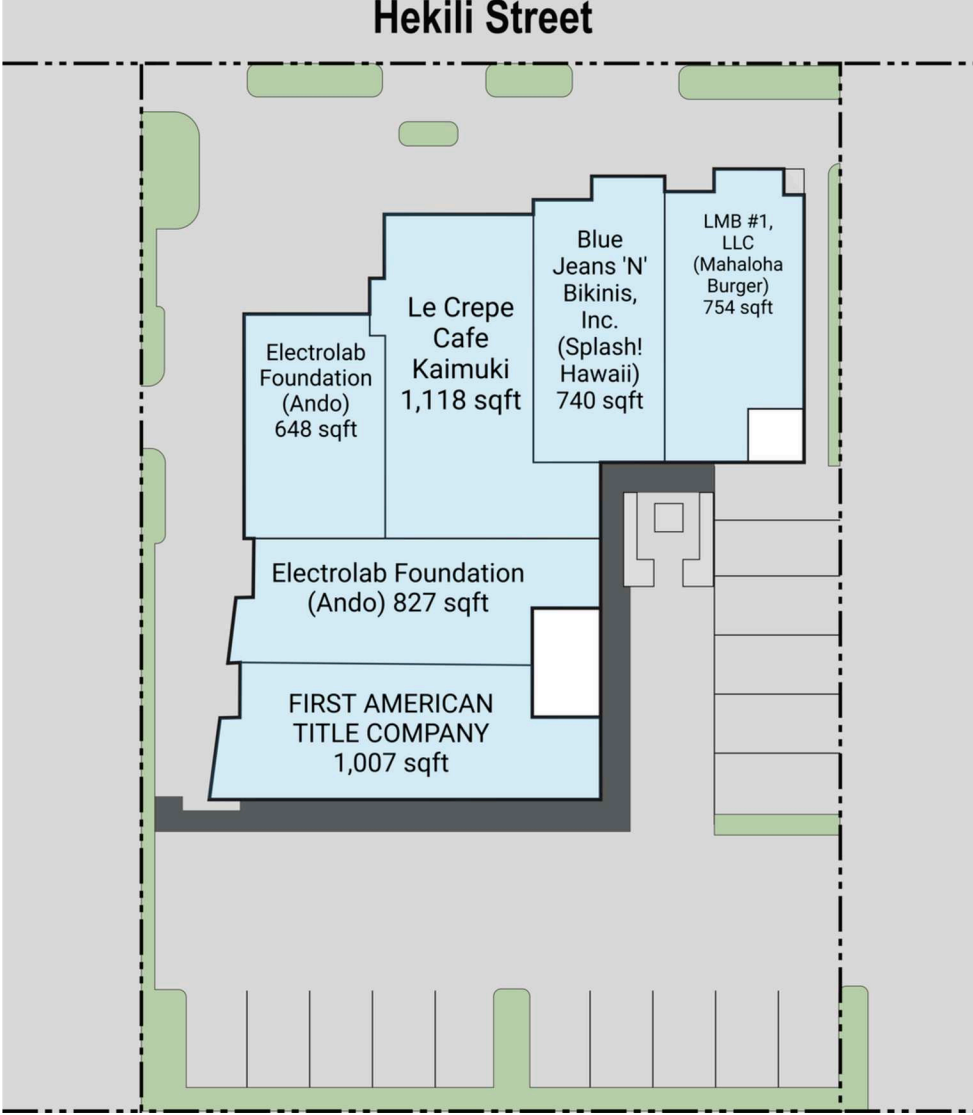 Hekili Street
Electrolab
Foundation
(Ando)
648 sqft
Le Crepe
Cafe
Kaimuki
1,118 sqft
Blue
Jeans 'N'
Bikinis,
Inc.
(Splash!
Hawaii)
740 sqft
LMB #1,
LLC
(Mahaloha
Burger)
754 sqft
Electrolab Foundation
(Ando) 827 sqft
FIRST AMERICAN
TITLE COMPANY
1,007 sqft